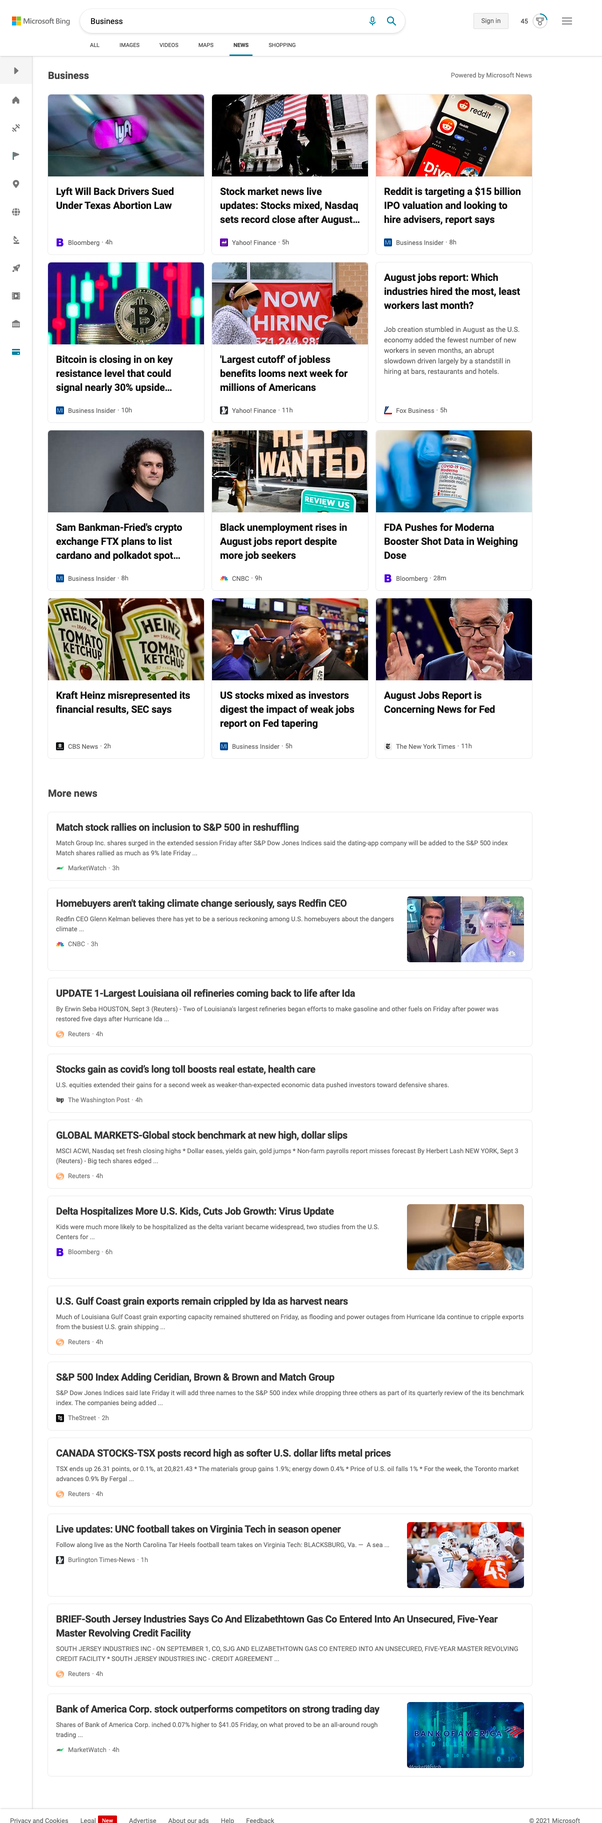 Microsoft Bing
Business
Sign in
45
ALL IMAGES VIDEOS MAPS NEWS SHOPPING
Business
Powered by Microsoft News
Lyft
reddit
Dive
Lyft Will Back Drivers Sued
Under Texas Abortion Law
B Bloomberg · 4h
Stock market news live
updates: Stocks mixed, Nasdaq
sets record close after August...
Yahoo! Finance · 5h
Reddit is targeting a $15 billion
IPO valuation and looking to
hire advisers, report says
BI Business Insider · 8h
NOW
HIRING
571 244 98
Bitcoin is closing in on key
resistance level that could
signal nearly 30% upside...
BI Business Insider · 10h
'Largest cutoff' of jobless
benefits looms next week for
millions of Americans
Yahoo! Finance · 11h
August jobs report: Which
industries hired the most, least
workers last month?
Job creation stumbled in August as the U.S.
economy added the fewest number of new
workers in seven months, an abrupt
slowdown driven largely by a standstill in
hiring at bars, restaurants and hotels.
Fox Business · 5h
HELP
WANTED
REVIEW US
COVID-19
Sam Bankman-Fried's crypto
exchange FTX plans to list
cardano and polkadot spot...
BI Business Insider · 8h
Black unemployment rises in
August jobs report despite
more job seekers
CNBC · 9h
FDA Pushes for Moderna
Booster Shot Data in Weighing
Dose
B Bloomberg · 28m
HEINZ
TOMATO
KETCHUP
HEINZ
TOMATO
KETCHUP
Kraft Heinz misrepresented its
financial results, SEC says
CBS News · 2h
US stocks mixed as investors
digest the impact of weak jobs
report on Fed tapering
BI Business Insider · 5h
August Jobs Report is
Concerning News for Fed
The New York Times · 11h
More news
Match stock rallies on inclusion to S&P 500 in reshuffling
Match Group Inc. shares surged in the extended session Friday after S&P Dow Jones Indices said the dating-app company will be added to the S&P 500 index
Match shares rallied as much as 9% late Friday ...
MarketWatch · 3h
Homebuyers aren't taking climate change seriously, says Redfin CEO
Redfin CEO Glenn Kelman believes there has yet to be a serious reckoning among U.S. homebuyers about the dangers
climate ...
CNBC · 3h
UPDATE 1-Largest Louisiana oil refineries coming back to life after Ida
By Erwin Seba HOUSTON, Sept 3 (Reuters) - Two of Louisiana's largest refineries began efforts to make gasoline and other fuels on Friday after power was
restored five days after Hurricane Ida ...
Reuters · 4h
Stocks gain as covid's long toll boosts real estate, health care
U.S. equities extended their gains for a second week as weaker-than-expected economic data pushed investors toward defensive shares.
wp The Washington Post · 4h
GLOBAL MARKETS-Global stock benchmark at new high, dollar slips
MSCI ACWI, Nasdaq set fresh closing highs * Dollar eases, yields gain, gold jumps * Non-farm payrolls report misses forecast By Herbert Lash NEW YORK, Sept 3
(Reuters) - Big tech shares edged ...
Reuters · 4h
Delta Hospitalizes More U.S. Kids, Cuts Job Growth: Virus Update
Kids were much more likely to be hospitalized as the delta variant became widespread, two studies from the U.S.
Centers for ...
B Bloomberg · 6h
U.S. Gulf Coast grain exports remain crippled by Ida as harvest nears
Much of Louisiana Gulf Coast grain exporting capacity remained shuttered on Friday, as flooding and power outages from Hurricane Ida continue to cripple exports
from the busiest U.S. grain shipping ...
Reuters · 4h
S&P 500 Index Adding Ceridian, Brown & Brown and Match Group
S&P Dow Jones Indices said late Friday it will add three names to the S&P 500 index while dropping three others as part of its quarterly review of the its benchmark
index. The companies being added ...
TheStreet · 2h
CANADA STOCKS-TSX posts record high as softer U.S. dollar lifts metal prices
TSX ends up 26.31 points, or 0.1%, at 20,821.43 * The materials group gains 1.9%; energy down 0.4% * Price of U.S. oil falls 1% * For the week, the Toronto market
advances 0.9% By Fergal ...
Reuters · 4h
Live updates: UNC football takes on Virginia Tech in season opener
Follow along live as the North Carolina Tar Heels football team takes on Virginia Tech: BLACKSBURG, Va. — A sea ...
Burlington Times-News · 1h
7
45
BRIEF-South Jersey Industries Says Co And Elizabethtown Gas Co Entered Into An Unsecured, Five-Year
Master Revolving Credit Facility
SOUTH JERSEY INDUSTRIES INC - ON SEPTEMBER 1, CO, SJG AND ELIZABETHTOWN GAS CO ENTERED INTO AN UNSECURED, FIVE-YEAR MASTER REVOLVING
CREDIT FACILITY * SOUTH JERSEY INDUSTRIES INC - CREDIT AGREEMENT ...
Reuters · 4h
Bank of America Corp. stock outperforms competitors on strong trading day
Shares of Bank of America Corp. inched 0.07% higher to $41.05 Friday, on what proved to be an all-around rough
trading ...
MarketWatch · 4h
BANK OF AMERICA
MarketWatch
Privacy and Cookies Legal New Advertise About our ads Help Feedback
© 2021 Microsoft